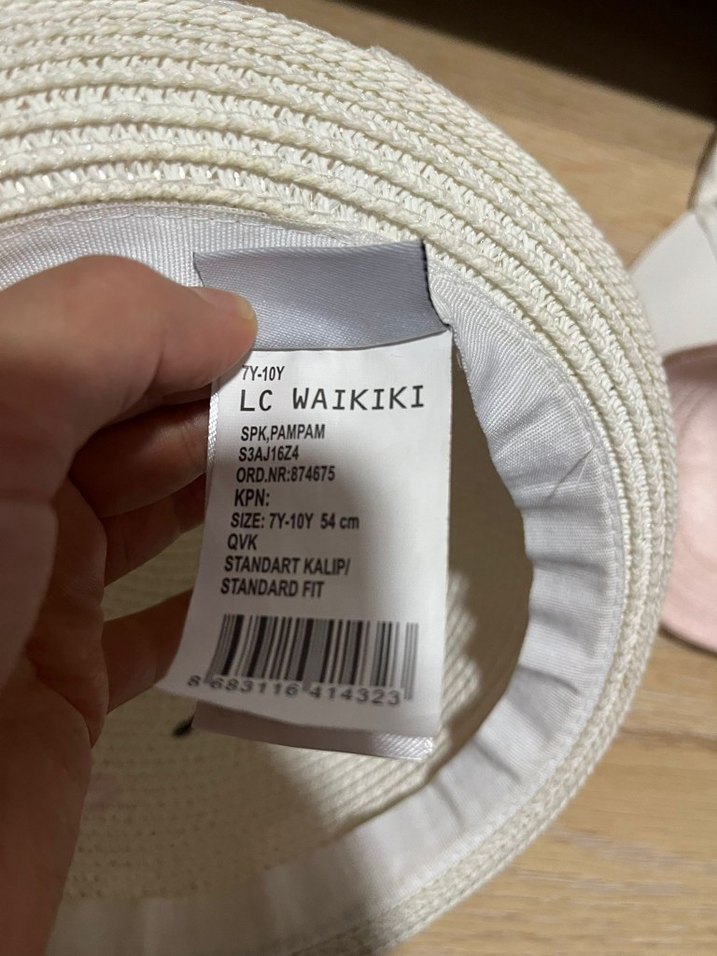 7Y-10Y
LC WAIKIKI
SPK,PAMPAM
S3AJ16Z4
ORD.NR:874675
KPN:
SIZE: 7Y-10Y 54 cm
QVK
STANDART KALIP/
STANDARD FIT
8 683116 414323